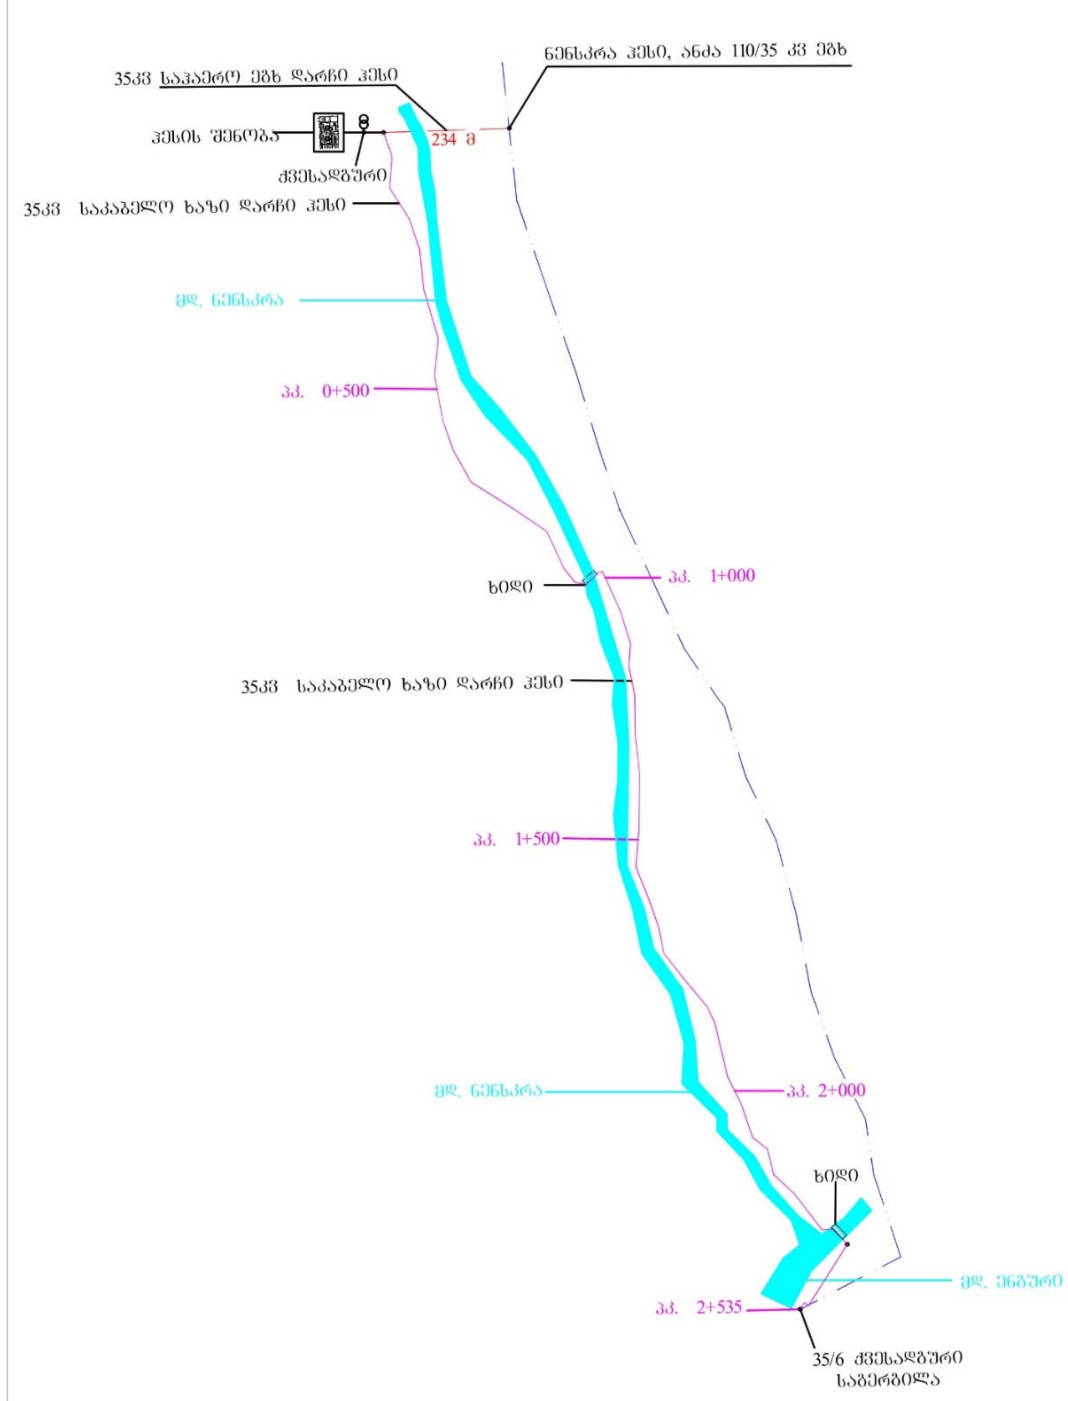 ნენსკრა ჰესი, ანძა 110/35 კვ ეგხ
35კვ საჰაერო ეგხ დარჩი ჰესი
ჰესის შენობა
234 მ
ქვესადგური
35კვ საკაბელო ხაზი დარჩი ჰესი
მდ. ნენსკრა
პკ. 0+500
პკ. 1+000
ხიდი
35კვ საკაბელო ხაზი დარჩი ჰესი
პკ. 1+500
მდ. ნენსკრა
პკ. 2+000
ხიდი
მდ. ენგური
პკ. 2+535
35/6 ქვესადგური
საგერგილა